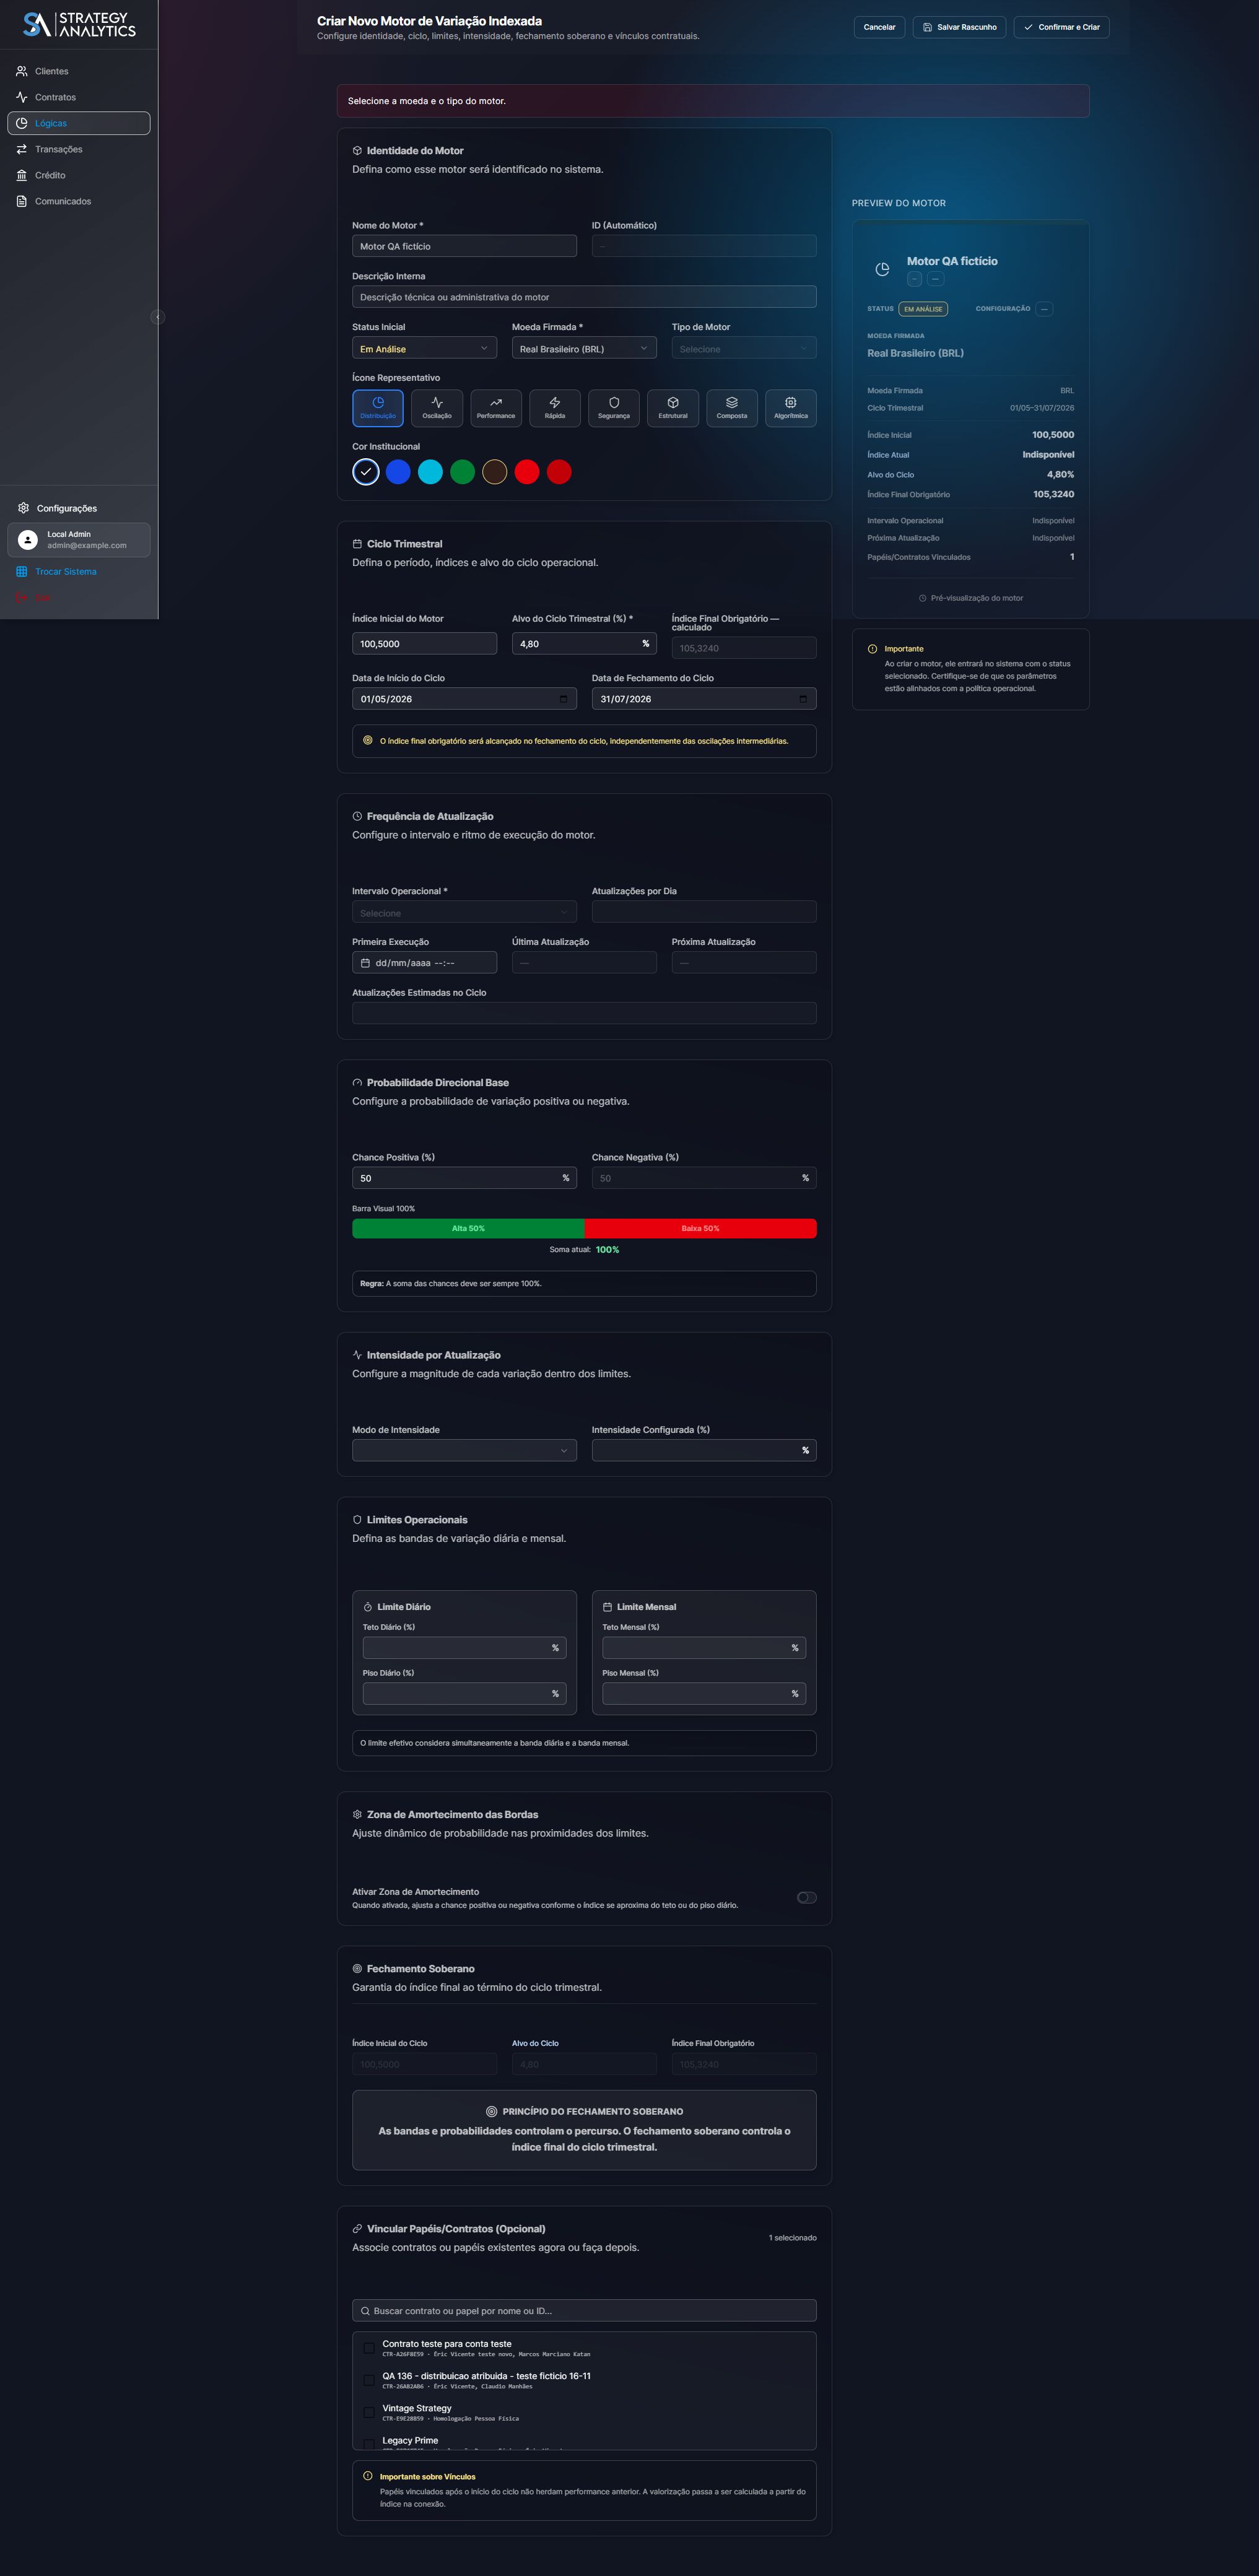 STRATEGY
ANALYTICS
Clientes
Contratos
Lógicas
Transações
Crédito
Comunicados
Configurações
Local Admin
admin@example.com
Trocar Sistema
Criar Novo Motor de Variação Indexada
Configure identidade, ciclo, limites, intensidade, fechamento soberano e vínculos contratuais.
Cancelar
Salvar Rascunho
Confirmar e Criar
Selecione a moeda e o tipo do motor.
Identidade do Motor
Defina como esse motor será identificado no sistema.
Nome do Motor *
ID (Automático)
Motor QA fictício
—
Descrição Interna
Descrição técnica ou administrativa do motor
Status Inicial
Moeda Firmada *
Tipo de Motor
Em Análise
Real Brasileiro (BRL)
Selecione
Ícone Representativo
Distribuição
Oscilação
Performance
Rápida
Segurança
Estrutural
Composta
Algorítmica
Cor Institucional
Ciclo Trimestral
Defina o período, índices e alvo do ciclo operacional.
Índice Inicial do Motor
Alvo do Ciclo Trimestral (%) *
Índice Final Obrigatório —
calculado
100,5000
4,80
%
105,3240
Data de Início do Ciclo
Data de Fechamento do Ciclo
01/05/2026
31/07/2026
O índice final obrigatório será alcançado no fechamento do ciclo, independentemente das oscilações intermediárias.
Frequência de Atualização
Configure o intervalo e ritmo de execução do motor.
Intervalo Operacional *
Atualizações por Dia
Selecione
Primeira Execução
Última Atualização
Próxima Atualização
dd/mm/aaaa --:--
—
—
Atualizações Estimadas no Ciclo
Probabilidade Direcional Base
Configure a probabilidade de variação positiva ou negativa.
Chance Positiva (%)
Chance Negativa (%)
50
%
50
%
Barra Visual 100%
Alta 50%
Baixa 50%
Soma atual: 100%
Regra: A soma das chances deve ser sempre 100%.
Intensidade por Atualização
Configure a magnitude de cada variação dentro dos limites.
Modo de Intensidade
Intensidade Configurada (%)
%
Limites Operacionais
Defina as bandas de variação diária e mensal.
Limite Diário
Teto Diário (%)
%
Piso Diário (%)
%
Limite Mensal
Teto Mensal (%)
%
Piso Mensal (%)
%
O limite efetivo considera simultaneamente a banda diária e a banda mensal.
Zona de Amortecimento das Bordas
Ajuste dinâmico de probabilidade nas proximidades dos limites.
Ativar Zona de Amortecimento
Quando ativada, ajusta a chance positiva ou negativa conforme o índice se aproxima do teto ou do piso diário.
Fechamento Soberano
Garantia do índice final ao término do ciclo trimestral.
Índice Inicial do Ciclo
Alvo do Ciclo
Índice Final Obrigatório
100,5000
4,80
105,3240
PRINCÍPIO DO FECHAMENTO SOBERANO
As bandas e probabilidades controlam o percurso. O fechamento soberano controla o
índice final do ciclo trimestral.
Vincular Papéis/Contratos (Opcional)
1 selecionado
Associe contratos ou papéis existentes agora ou faça depois.
Buscar contrato ou papel por nome ou ID...
Contrato teste para conta teste
CTR-A26FBE59 · Éric Vicente teste novo, Marcos Marciano Katan
QA 136 - distribuicao atribuida - teste ficticio 16-11
CTR-26AB2AB6 · Éric Vicente, Claudio Manhães
Vintage Strategy
CTR-E9E28B59 · Homologação Pessoa Física
Legacy Prime
Importante sobre Vínculos
Papéis vinculados após o início do ciclo não herdam performance anterior. A valorização passa a ser calculada a partir do
índice na conexão.
PREVIEW DO MOTOR
Motor QA fictício
—
—
STATUS
EM ANÁLISE
CONFIGURAÇÃO
—
MOEDA FIRMADA
Real Brasileiro (BRL)
Moeda Firmada
BRL
Ciclo Trimestral
01/05–31/07/2026
Índice Inicial
100,5000
Índice Atual
Indisponível
Alvo do Ciclo
4,80%
Índice Final Obrigatório
105,3240
Intervalo Operacional
Indisponível
Próxima Atualização
Indisponível
Papéis/Contratos Vinculados
1
Pré-visualização do motor
Importante
Ao criar o motor, ele entrará no sistema com o status
selecionado. Certifique-se de que os parâmetros
estão alinhados com a política operacional.